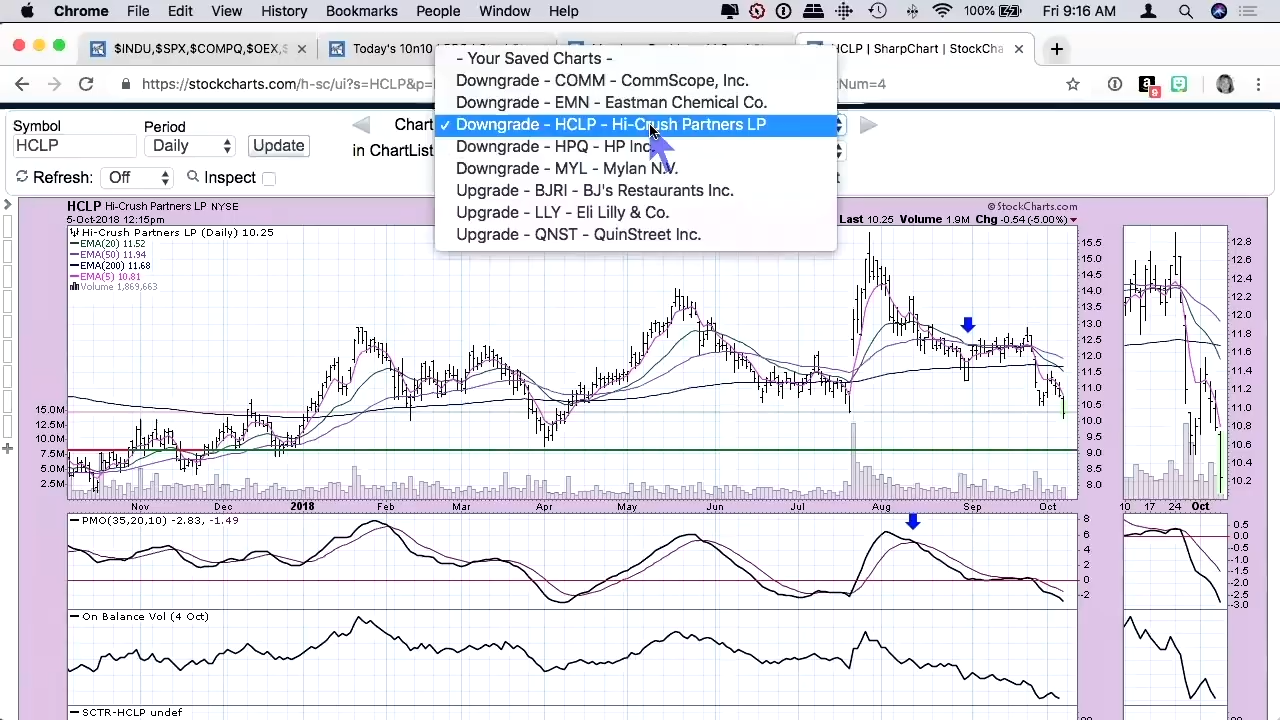 Chrome File Edit View History Bookmarks People Window Help 100% Fri 9:16 AM
$INDU,$SPX,$COMPQ,$OEX,$ HCLP | SharpChart | StockCha
https://stockcharts.com/h-sc/ui?s=HCLP&p= Num=4
- Your Saved Charts -
Downgrade - COMM - CommScope, Inc.
Downgrade - EMN - Eastman Chemical Co.
Downgrade - HCLP - Hi-Crush Partners LP
Downgrade - HPQ - HP Inc.
Downgrade - MYL - Mylan N.V.
Upgrade - BJRI - BJ's Restaurants Inc.
Upgrade - LLY - Eli Lilly & Co.
Upgrade - QNST - QuinStreet Inc.
Symbol Period Chart
HCLP Daily Update in ChartList
Refresh: Off Inspect
HCLP Hi-Crush Partners LP NYSE © StockCharts.com
5-Oct-2018 12:15pm Last 10.25 Volume 1.9M Chg -0.54 (-5.00%)
Hi-Crush Partners LP (Daily) 10.25
EMA(20) 11.52
EMA(50) 11.94
EMA(200) 11.68
EMA(5) 10.81
Volume 1,869,663
15.5
15.0
14.5
14.0
13.5
13.0
12.5
12.0
11.5
11.0
10.5
10.0
9.5
9.0
8.5
8.0
15.0M
12.5M
10.0M
7.5M
5.0M
2.5M
12.8
12.6
12.4
12.2
12.0
11.8
11.6
11.4
11.2
11.0
10.8
10.6
10.4
10.2
Nov Dec 2018 Feb Mar Apr May Jun Jul Aug Sep Oct 10 17 24 Oct
PMO(35,20,10) -2.83, -1.49
8
6
4
2
0
-2
0.5
0.0
-0.5
-1.0
-1.5
-2.0
-2.5
-3.0
On Balance Vol (4 Oct)
SCTR-HCLP undef